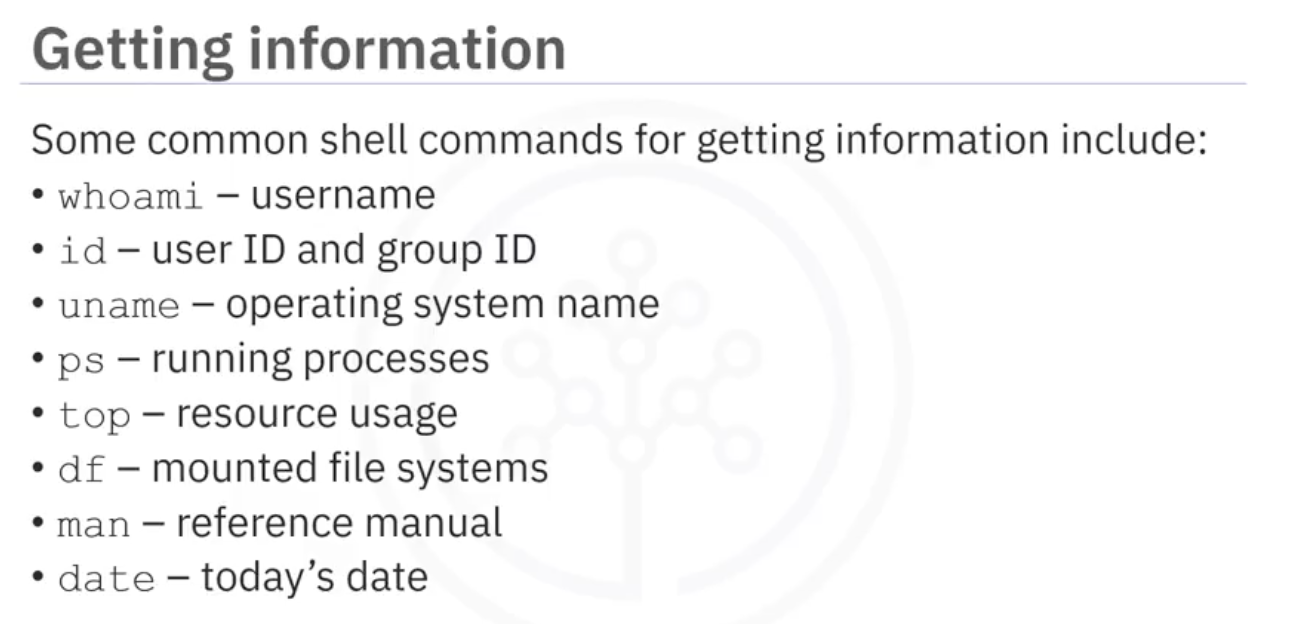 Getting information
Some common shell commands for getting information include:
• whoami – username
• id – user ID and group ID
• uname – operating system name
• ps – running processes
• top – resource usage
• df – mounted file systems
• man – reference manual
• date – today’s date